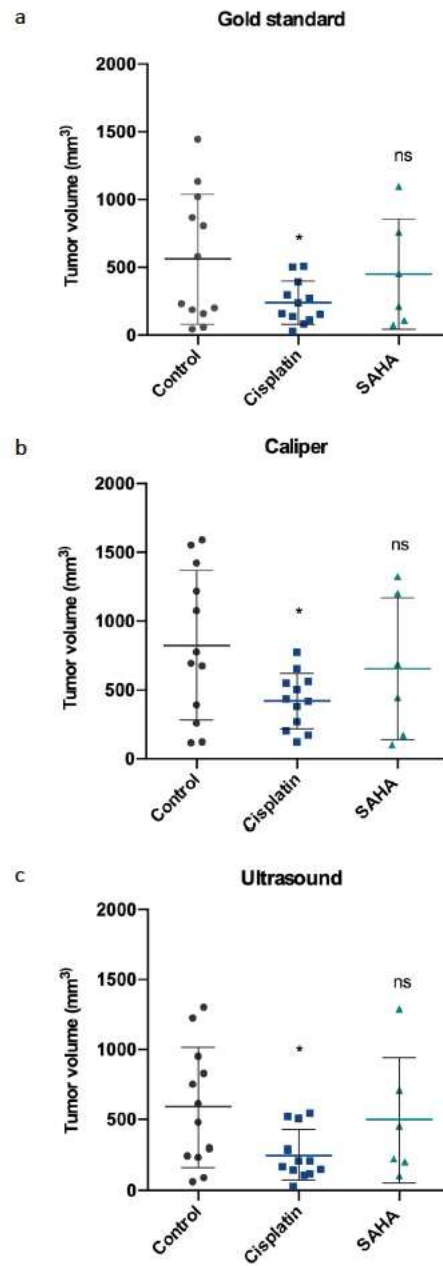 a
Gold standard
Tumor volume (mm³)
2000
1500
1000
500
0
*
ns
Control
Cisplatin
SAHA
b
Caliper
Tumor volume (mm³)
2000
1500
1000
500
0
*
ns
Control
Cisplatin
SAHA
c
Ultrasound
Tumor volume (mm³)
2000
1500
1000
500
0
*
ns
Control
Cisplatin
SAHA